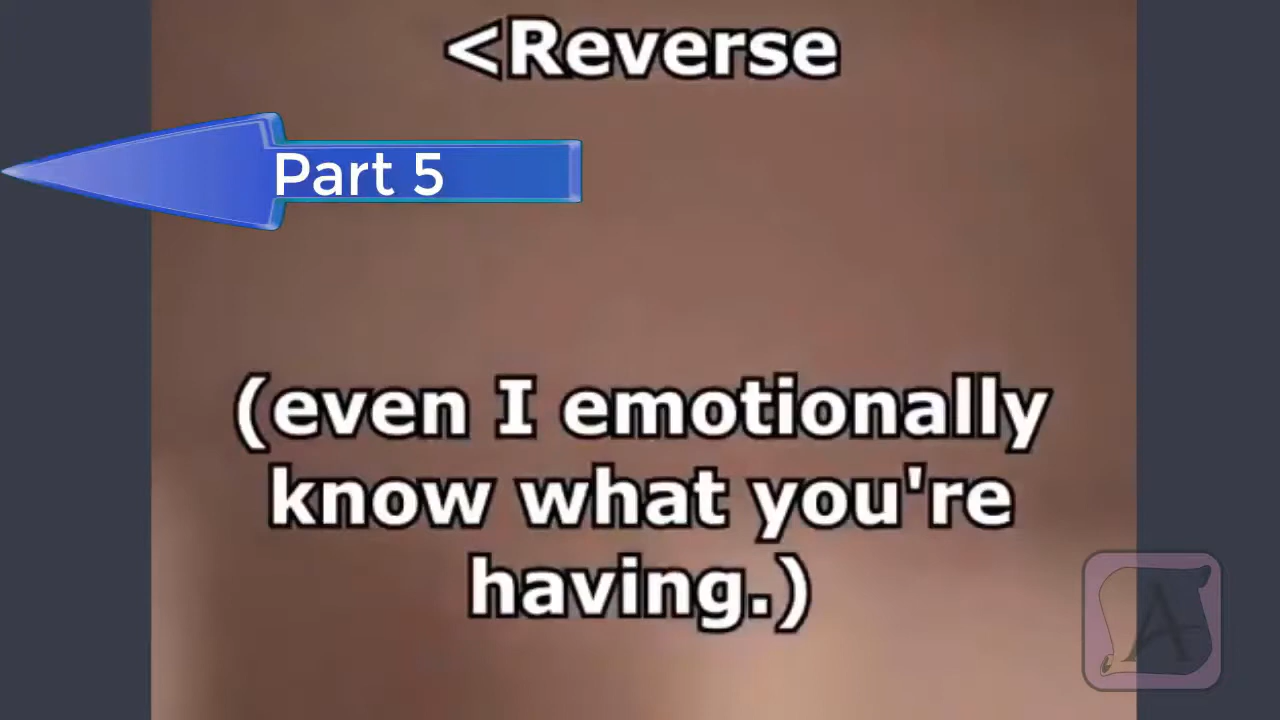 <Reverse
Part 5
(even I emotionally
know what you're
having.)
A